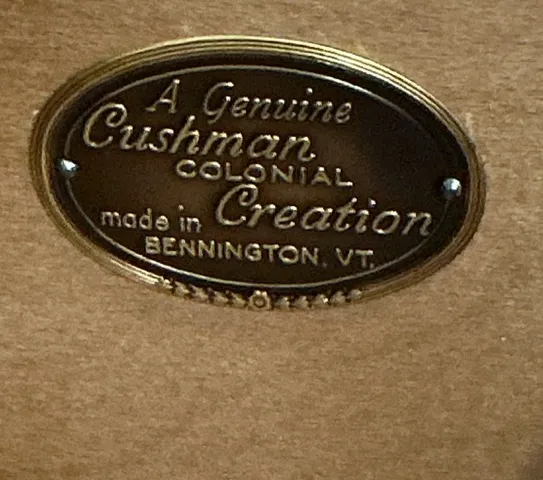 A Genuine
Cushman
COLONIAL
made in Creation
BENNINGTON, VT.